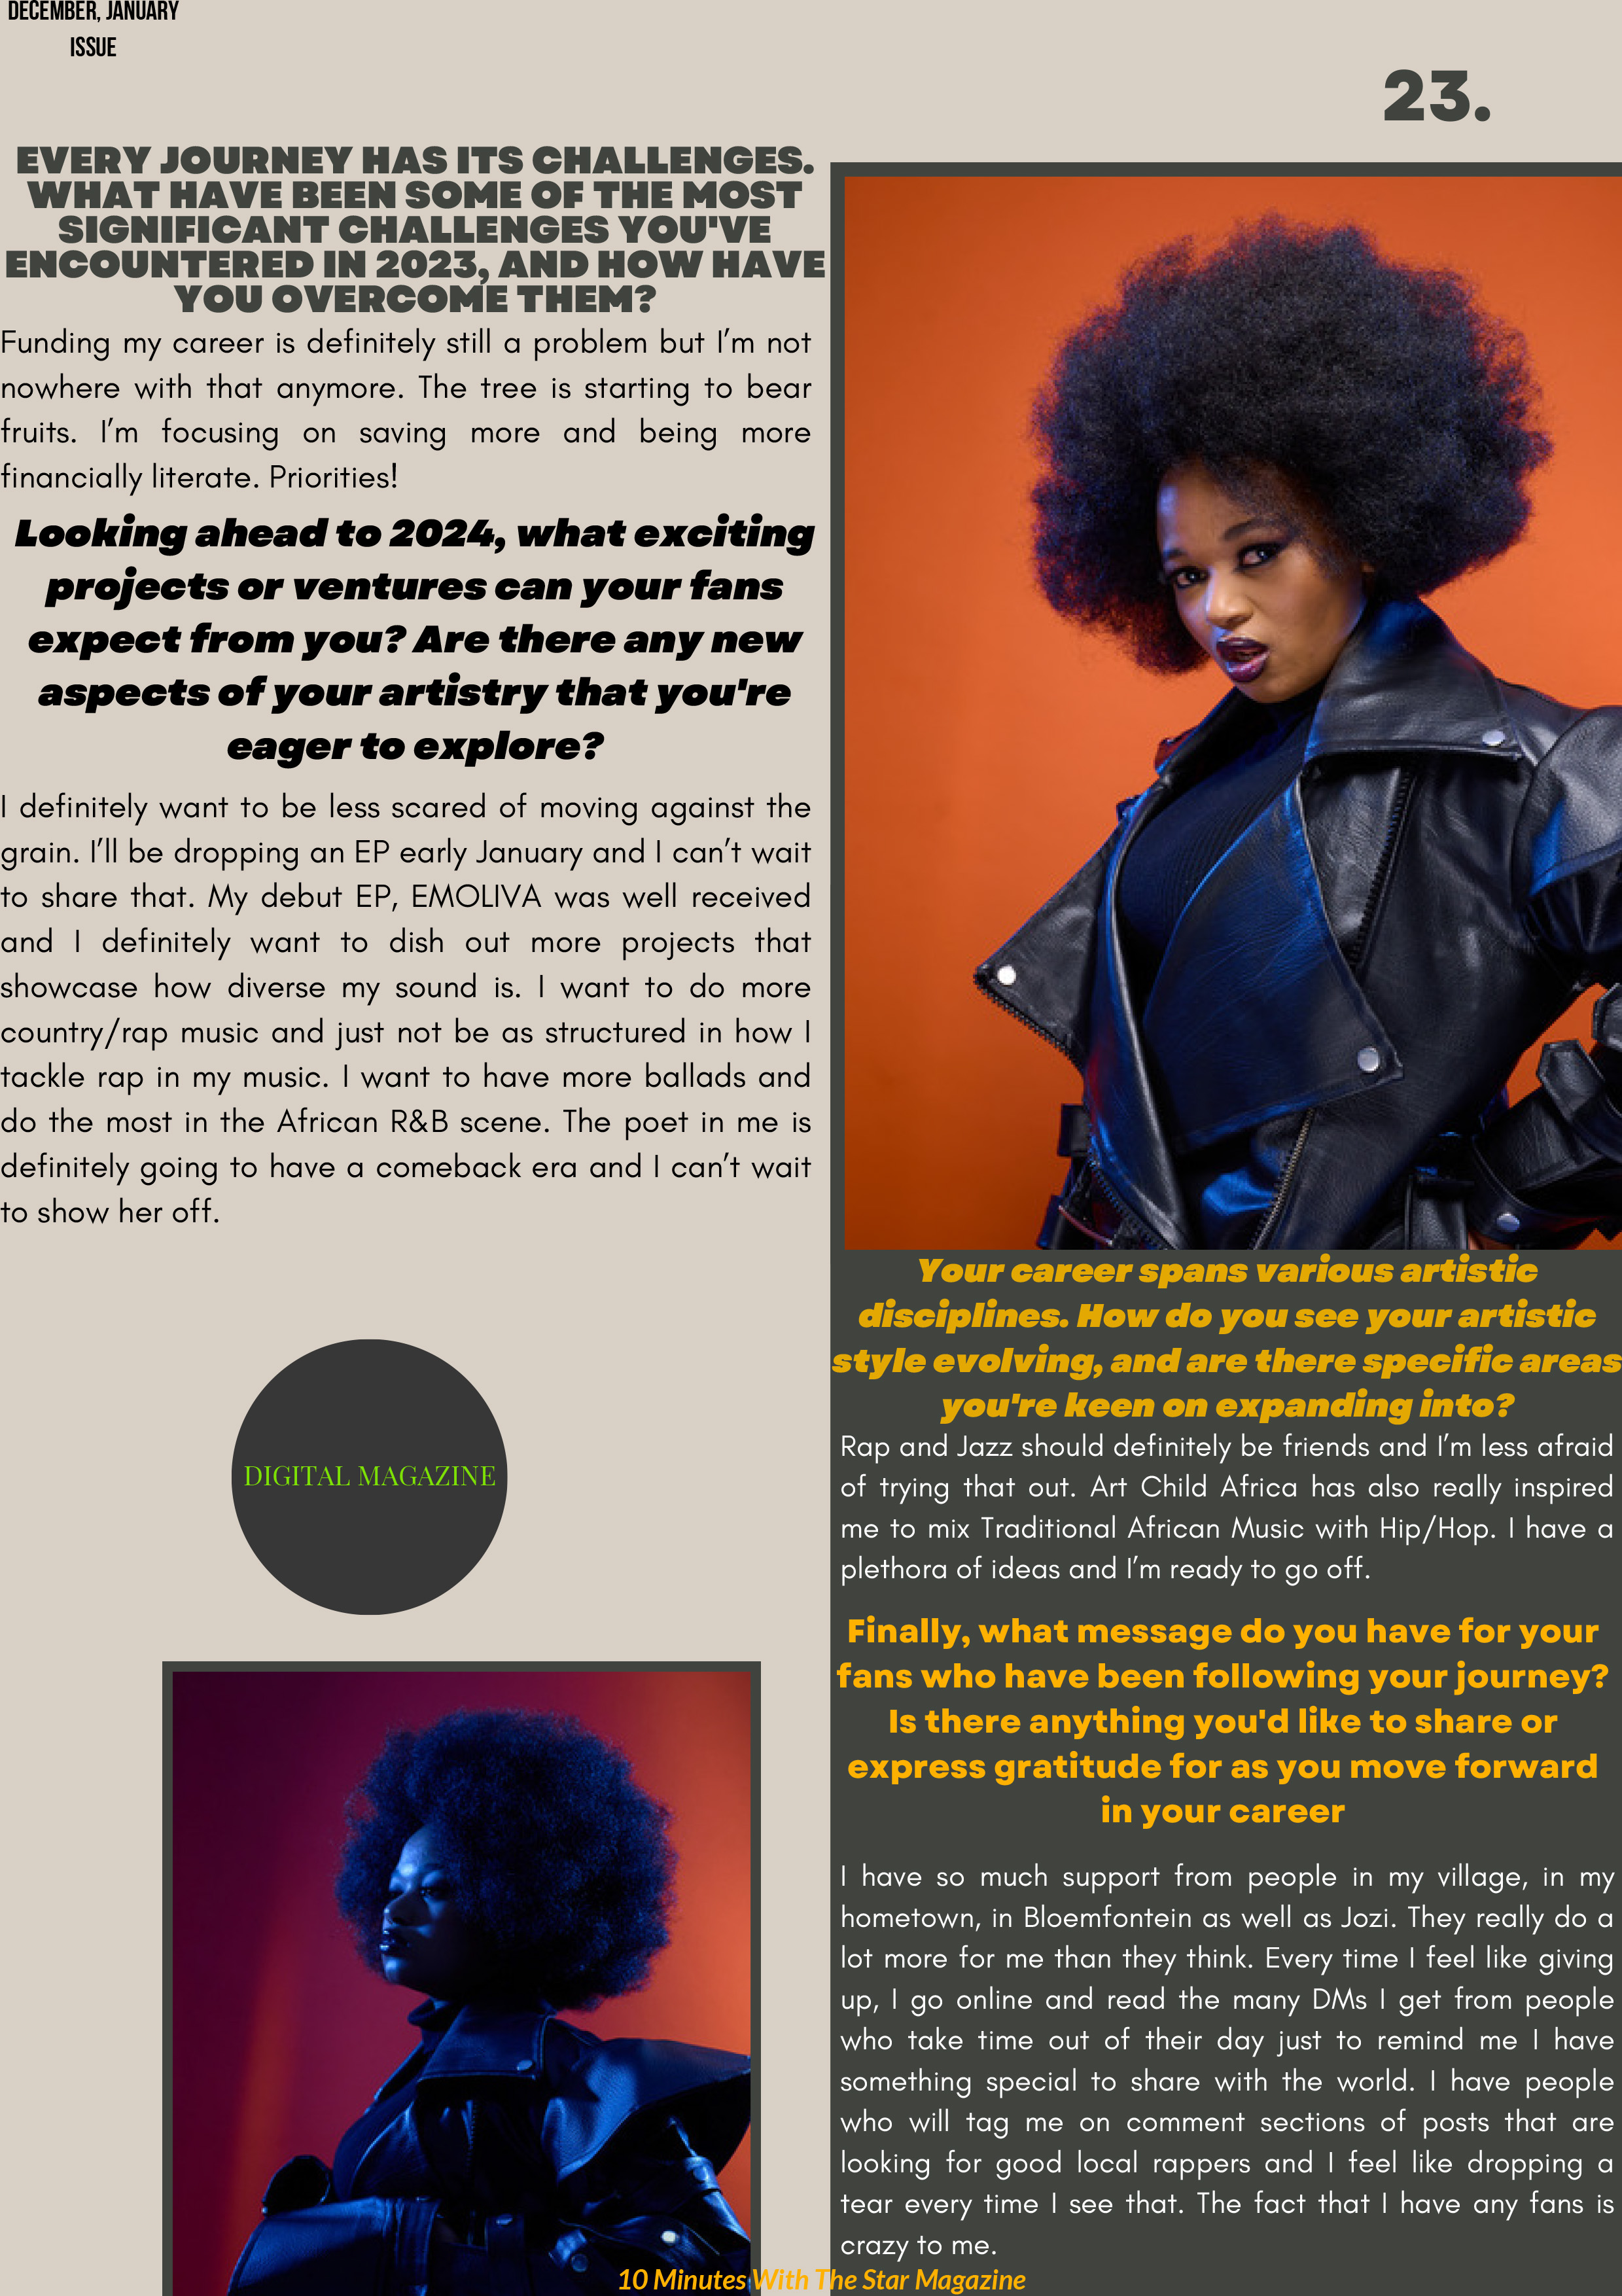 DECEMBER, JANUARY
ISSUE
23.
EVERY JOURNEY HAS ITS CHALLENGES.
WHAT HAVE BEEN SOME OF THE MOST
SIGNIFICANT CHALLENGES YOU'VE
ENCOUNTERED IN 2023, AND HOW HAVE
YOU OVERCOME THEM?
Funding my career is definitely still a problem but I’m not
nowhere with that anymore. The tree is starting to bear
fruits. I’m focusing on saving more and being more
financially literate. Priorities!
Looking ahead to 2024, what exciting
projects or ventures can your fans
expect from you? Are there any new
aspects of your artistry that you're
eager to explore?
I definitely want to be less scared of moving against the
grain. I’ll be dropping an EP early January and I can’t wait
to share that. My debut EP, EMOLIVA was well received
and I definitely want to dish out more projects that
showcase how diverse my sound is. I want to do more
country/rap music and just not be as structured in how I
tackle rap in my music. I want to have more ballads and
do the most in the African R&B scene. The poet in me is
definitely going to have a comeback era and I can’t wait
to show her off.
DIGITAL MAGAZINE
Your career spans various artistic
disciplines. How do you see your artistic
style evolving, and are there specific areas
you're keen on expanding into?
Rap and Jazz should definitely be friends and I’m less afraid
of trying that out. Art Child Africa has also really inspired
me to mix Traditional African Music with Hip/Hop. I have a
plethora of ideas and I’m ready to go off.
Finally, what message do you have for your
fans who have been following your journey?
Is there anything you'd like to share or
express gratitude for as you move forward
in your career
I have so much support from people in my village, in my
hometown, in Bloemfontein as well as Jozi. They really do a
lot more for me than they think. Every time I feel like giving
up, I go online and read the many DMs I get from people
who take time out of their day just to remind me I have
something special to share with the world. I have people
who will tag me on comment sections of posts that are
looking for good local rappers and I feel like dropping a
tear every time I see that. The fact that I have any fans is
crazy to me.
10 Minutes With The Star Magazine